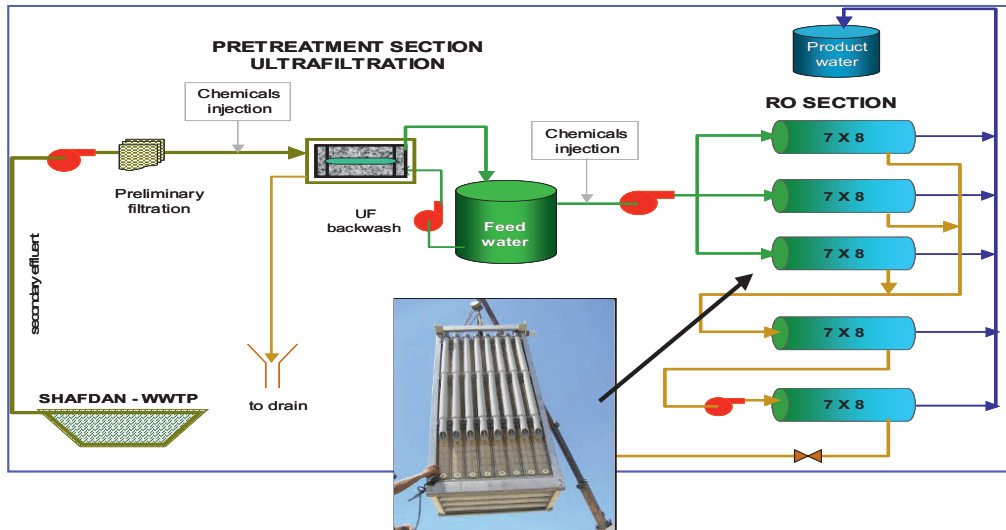 PRETREATMENT SECTION
ULTRAFILTRATION
Chemicals
injection
Preliminary
filtration
secondary effluert
SHAFDAN - WWTP
to drain
UF
backwash
Feed
water
Chemicals
injection
Product
water
RO SECTION
7 X 8
7 X 8
7 X 8
7 X 8
7 X 8